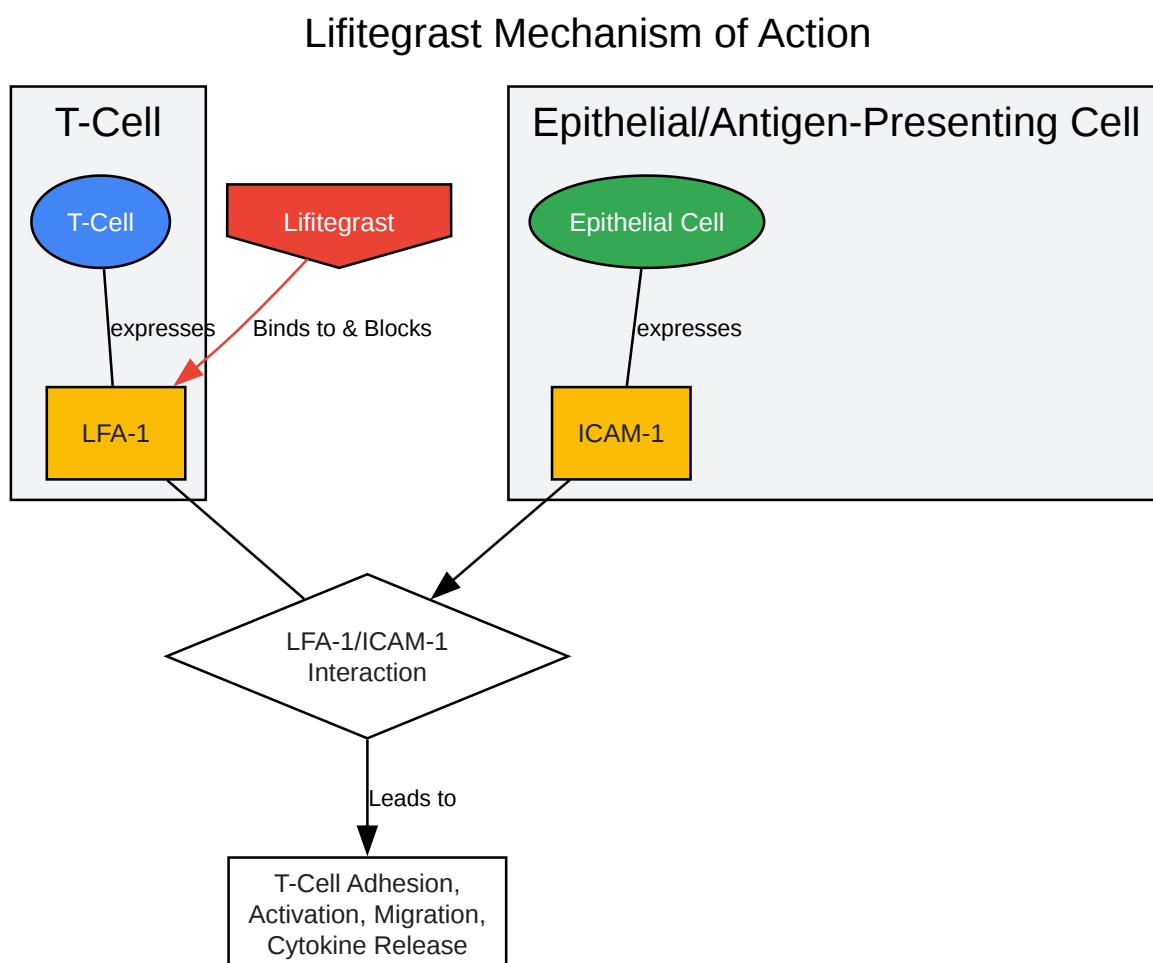 Lifitegrast Mechanism of Action
T-Cell
Epithelial/Antigen-Presenting Cell
T-Cell
Lifitegrast
Epithelial Cell
expresses
Binds to & Blocks
expresses
LFA-1
ICAM-1
LFA-1/ICAM-1
Interaction
Leads to
T-Cell Adhesion,
Activation, Migration,
Cytokine Release